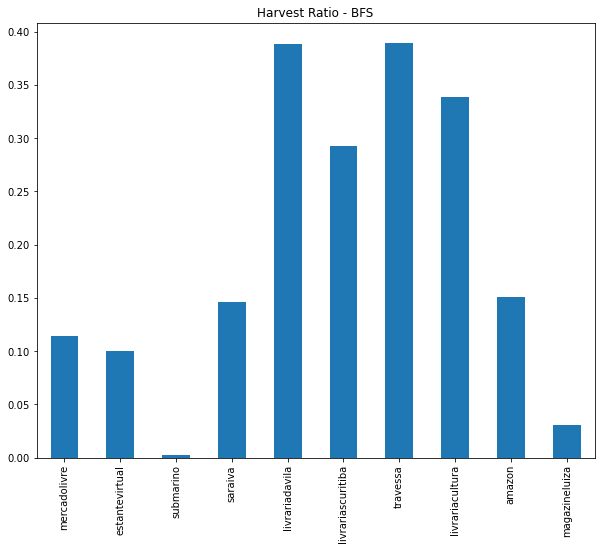 Harvest Ratio - BFS
0.40
0.35
0.30
0.25
0.20
0.15
0.10
0.05
0.00
mercadolivre
estantevirtual
submarino
saraiva
livrariadavila
livrariascuritiba
travessa
livrariacultura
amazon
magazineluiza